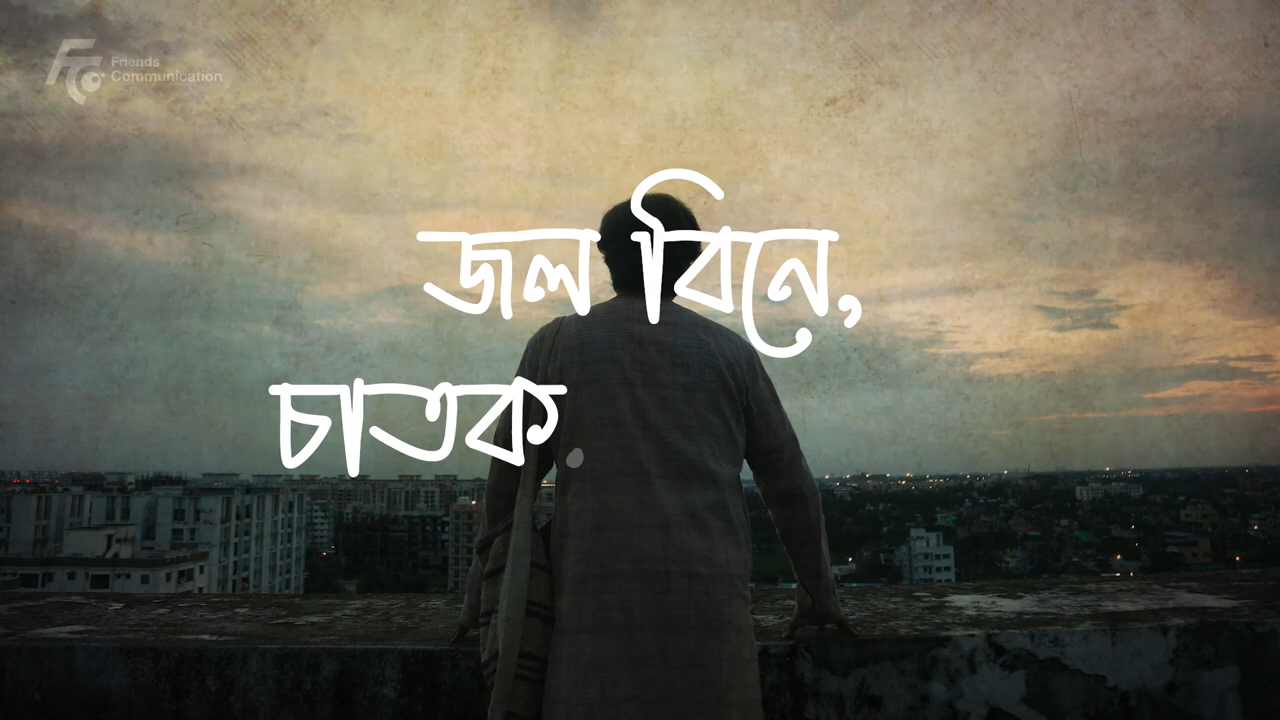 Friends
Communication
জল বিনে,
চাতক.